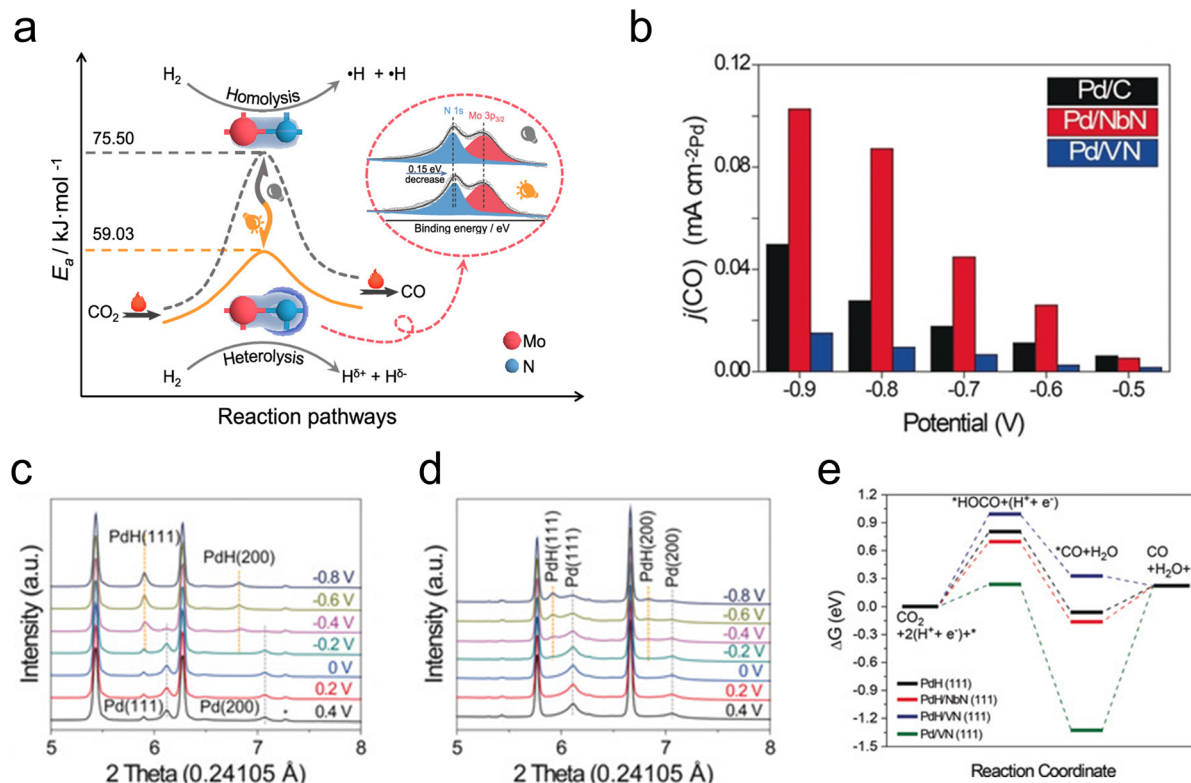 a
H₂
•H + •H
Homolysis
75.50
59.03
Eₐ / kJ·mol⁻¹
N 1s
Mo 3p₃/₂
0.15 eV
decrease
Binding energy / eV
CO₂
CO
Mo
N
Heterolysis
H₂
Hᵟ⁺ + Hᵟ⁻
Reaction pathways
b
Pd/C
Pd/NbN
Pd/VN
j(CO) (mA cm⁻²Pd)
0.12
0.08
0.04
0.00
-0.9
-0.8
-0.7
-0.6
-0.5
Potential (V)
c
Intensity (a.u.)
PdH(111)
PdH(200)
-0.8 V
-0.6 V
-0.4 V
-0.2 V
0 V
0.2 V
0.4 V
Pd(111)
Pd(200)
*
5
6
7
8
2 Theta (0.24105 Å)
d
Intensity (a.u.)
PdH(111)
Pd(111)
PdH(200)
Pd(200)
-0.8 V
-0.6 V
-0.4 V
-0.2 V
0 V
0.2 V
0.4 V
5
6
7
8
2 Theta (0.24105 Å)
e
ΔG (eV)
1.2
0.9
0.6
0.3
0.0
-0.3
-0.6
-0.9
-1.2
-1.5
*HOCO+(H⁺+ e⁻)
*CO+H₂O
CO
+H₂O+
CO₂
+2(H⁺+ e⁻)+*
PdH (111)
PdH/NbN (111)
PdH/VN (111)
Pd/VN (111)
Reaction Coordinate